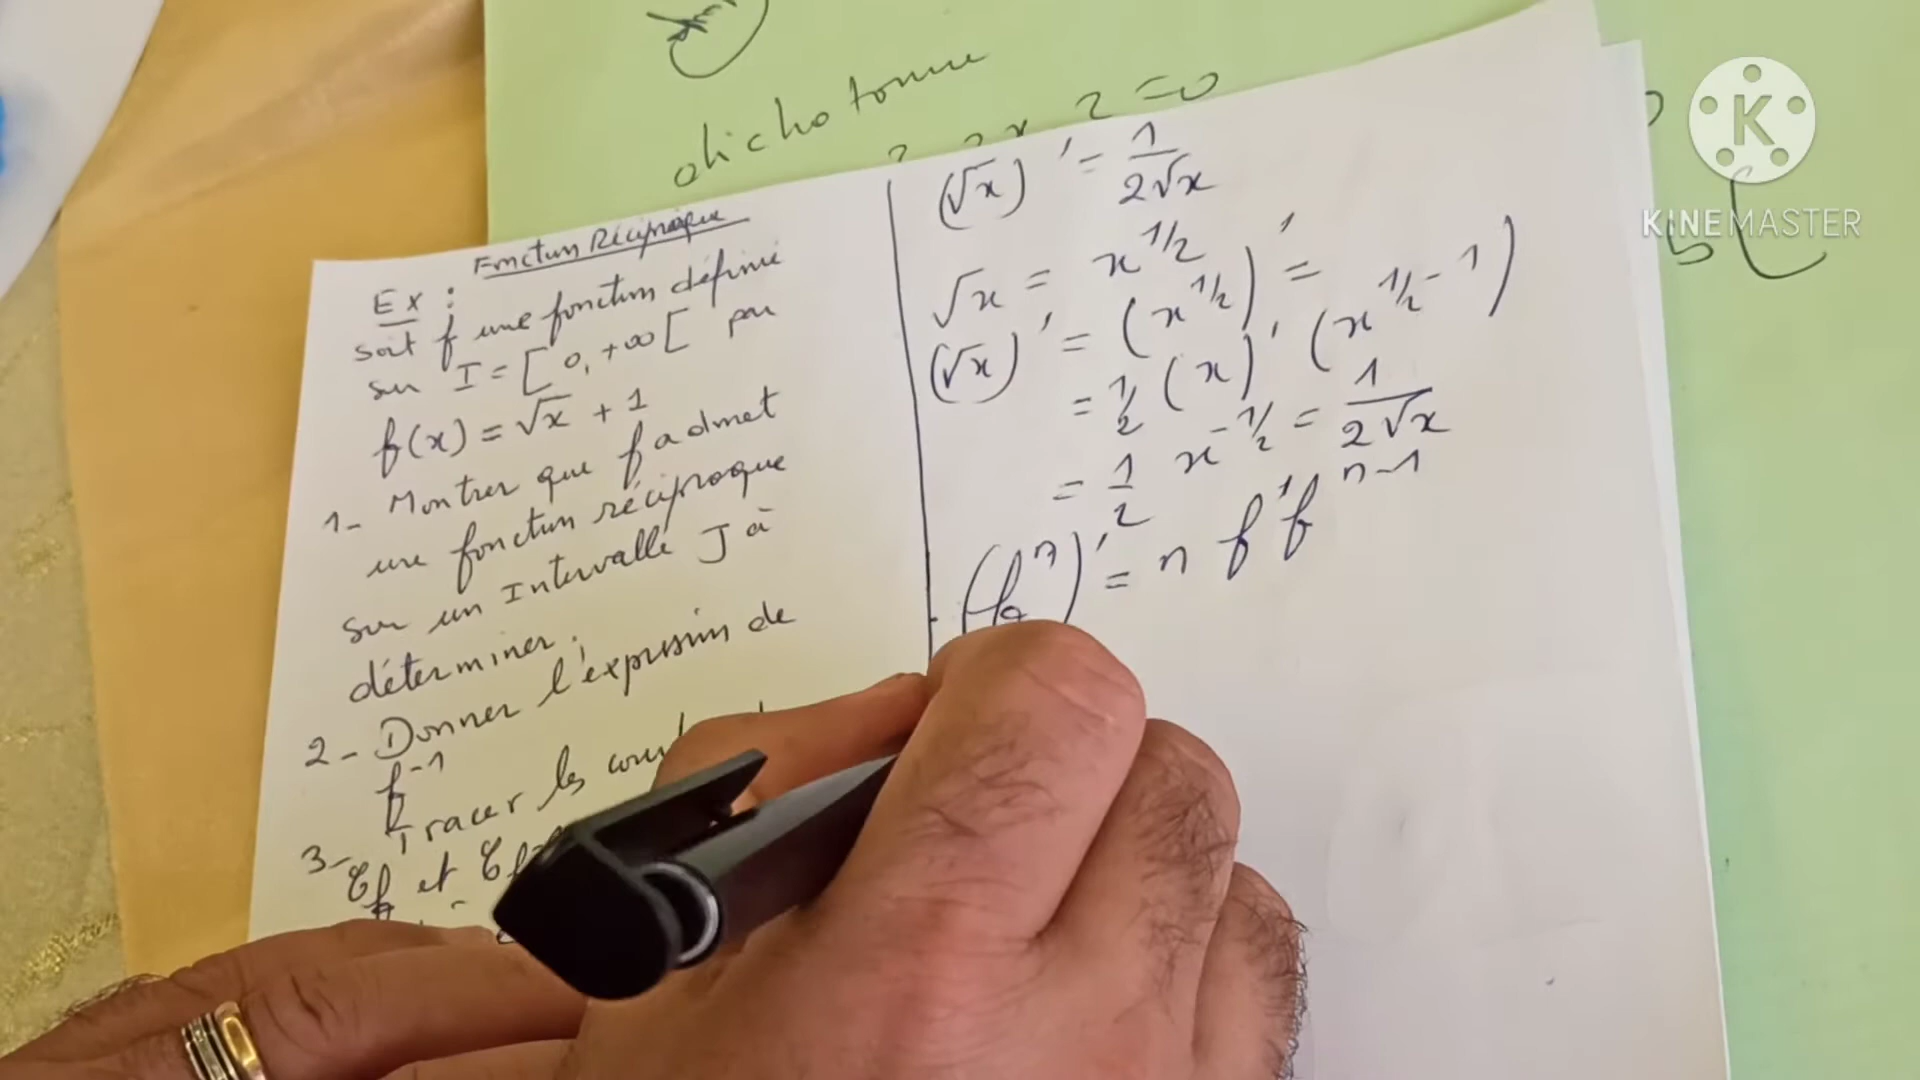 dichotomie
Fonction Réciproque
Ex :
soit f une fonction définie
sur I = [0, +∞[ par
f(x) = √x + 1
1- Montrer que f admet
une fonction réciproque
sur un Intervalle J à
déterminer.
2- Donner l'expression de
f⁻¹
3- Tracer les
Cf et Cf
(√x)' = 1/(2√x)
√x = x^(1/2)
(√x)' = (x^(1/2))' =
= 1/2 (x)' (x^(1/2 - 1))
= 1/2 x^(-1/2) = 1/(2√x)
(fⁿ)' = n f' f^(n-1)
K
KINEMASTER